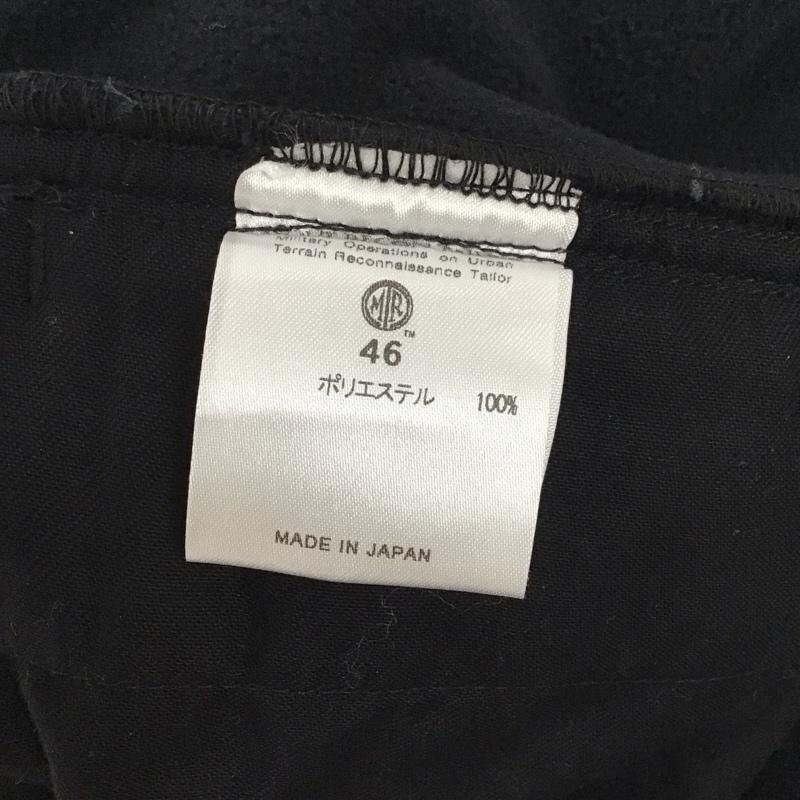 Military Operations on Urban
Terrain Reconnaissance Tailor
MTR
TM
46
ポリエステル 100%
MADE IN JAPAN